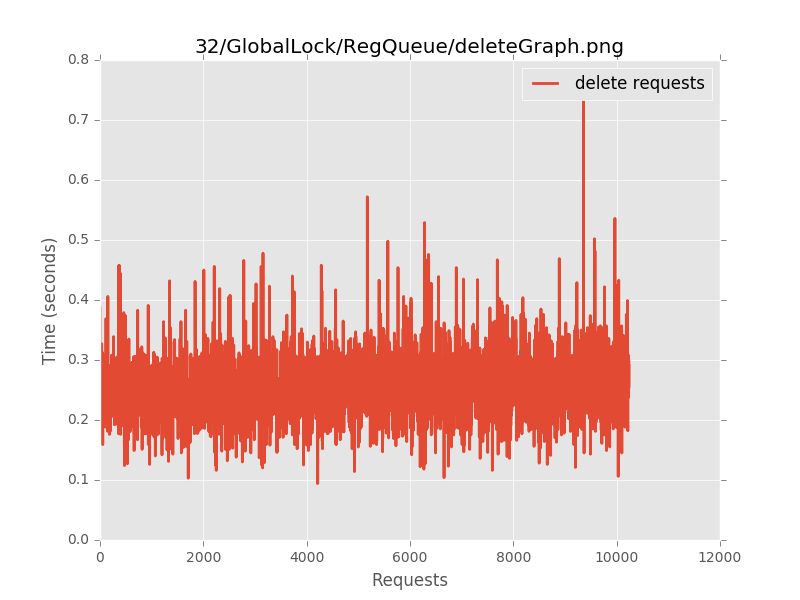 32/GlobalLock/RegQueue/deleteGraph.png
delete requests
0.8
0.7
0.6
0.5
0.4
0.3
0.2
0.1
0.0
Time (seconds)
0 2000 4000 6000 8000 10000 12000
Requests